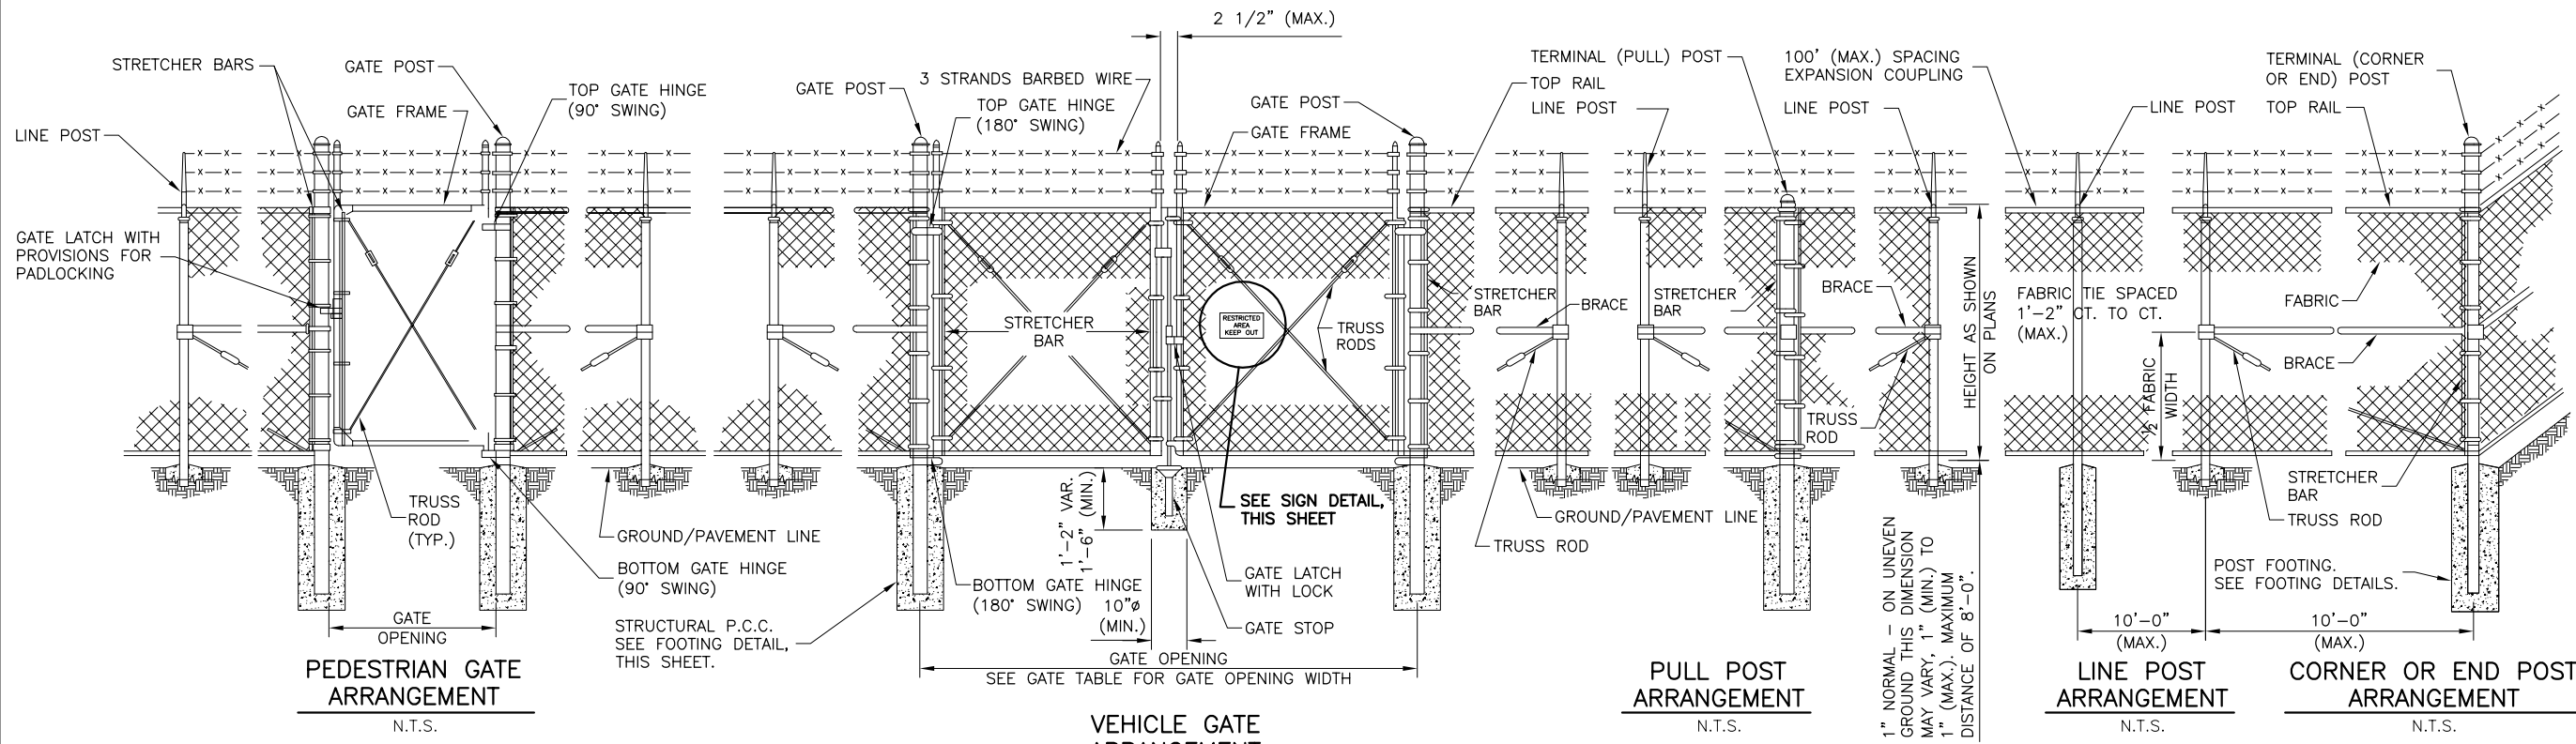 2 1/2" (MAX.)
STRETCHER BARS
GATE POST
GATE FRAME
TOP GATE HINGE
(90° SWING)
LINE POST
GATE LATCH WITH
PROVISIONS FOR
PADLOCKING
TRUSS
ROD
(TYP.)
GATE
OPENING
PEDESTRIAN GATE
ARRANGEMENT
N.T.S.
GROUND/PAVEMENT LINE
BOTTOM GATE HINGE
(90° SWING)
STRUCTURAL P.C.C.
SEE FOOTING DETAIL,
THIS SHEET.
GATE POST
3 STRANDS BARBED WIRE
TOP GATE HINGE
(180° SWING)
GATE POST
GATE FRAME
STRETCHER
BAR
RESTRICTED
AREA
KEEP OUT
TRUSS
RODS
STRETCHER
BAR
1'-2" VAR.
1'-6" (MIN.)
BOTTOM GATE HINGE
(180° SWING)
10"ø
(MIN.)
SEE SIGN DETAIL,
THIS SHEET
GATE LATCH
WITH LOCK
GATE STOP
GATE OPENING
SEE GATE TABLE FOR GATE OPENING WIDTH
VEHICLE GATE
ARRANGEMENT
TERMINAL (PULL) POST
TOP RAIL
LINE POST
BRACE
STRETCHER
BAR
GROUND/PAVEMENT LINE
TRUSS ROD
PULL POST
ARRANGEMENT
N.T.S.
100' (MAX.) SPACING
EXPANSION COUPLING
LINE POST
BRACE
TRUSS
ROD
HEIGHT AS SHOWN
ON PLANS
1" NORMAL – ON UNEVEN
GROUND THIS DIMENSION
MAY VARY, 1" (MIN.) TO
1" (MAX.). MAXIMUM
DISTANCE OF 8'-0".
LINE POST
FABRIC TIE SPACED
1'-2" CT. TO CT.
(MAX.)
½ FABRIC
WIDTH
10'-0"
(MAX.)
LINE POST
ARRANGEMENT
N.T.S.
TERMINAL (CORNER
OR END) POST
TOP RAIL
FABRIC
BRACE
STRETCHER
BAR
TRUSS ROD
POST FOOTING.
SEE FOOTING DETAILS.
10'-0"
(MAX.)
CORNER OR END POST
ARRANGEMENT
N.T.S.